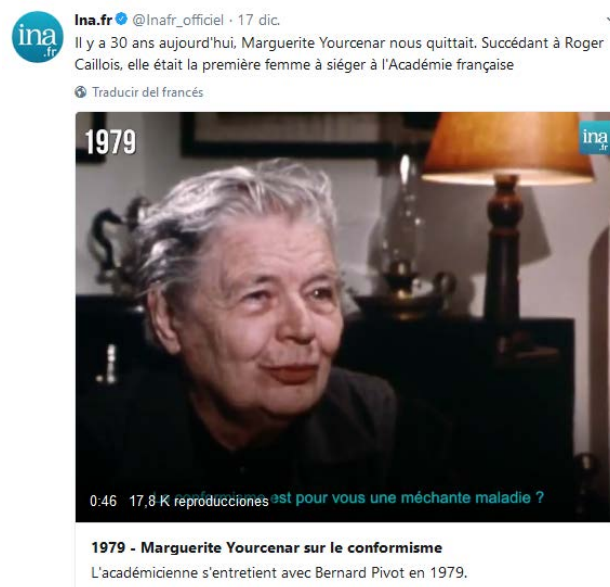 ina
.fr
Ina.fr @Inafr_officiel · 17 dic.
Il y a 30 ans aujourd'hui, Marguerite Yourcenar nous quittait. Succédant à Roger
Caillois, elle était la première femme à siéger à l'Académie française
Traducir del francés
1979
ina
.fr
0:46 17,8 K reproducciones
Le conformisme est pour vous une méchante maladie ?
1979 - Marguerite Yourcenar sur le conformisme
L'académicienne s'entretient avec Bernard Pivot en 1979.